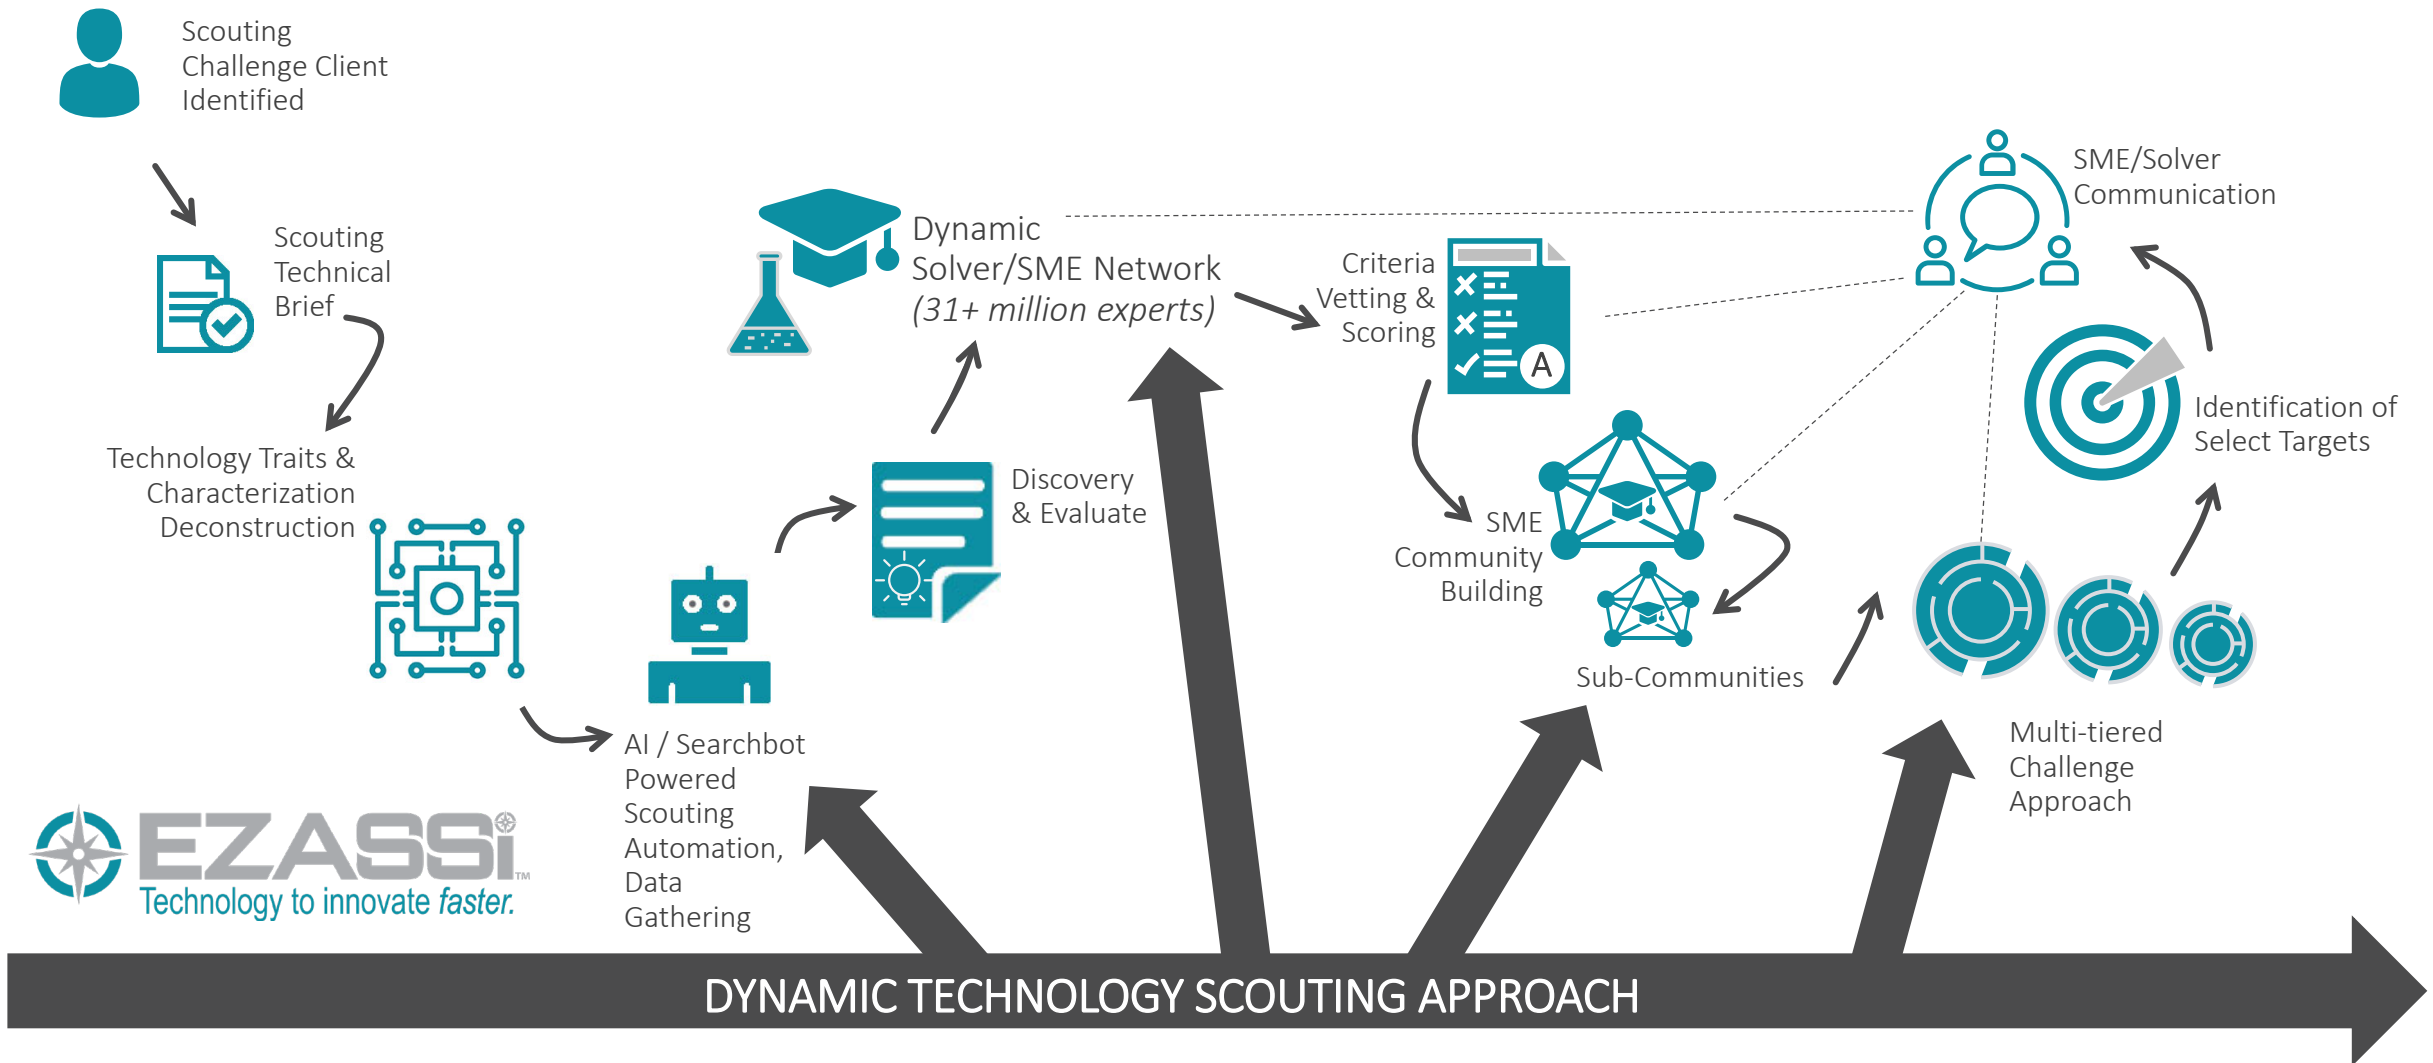 Scouting
Challenge Client
Identified
Scouting
Technical
Brief
Technology Traits &
Characterization
Deconstruction
AI / Searchbot
Powered
Scouting
Automation,
Data
Gathering
Discovery
& Evaluate
Dynamic
Solver/SME Network
(31+ million experts)
Criteria
Vetting &
Scoring
A
SME
Community
Building
Sub-Communities
Multi-tiered
Challenge
Approach
Identification of
Select Targets
SME/Solver
Communication
EZASSi™
Technology to innovate faster.
DYNAMIC TECHNOLOGY SCOUTING APPROACH